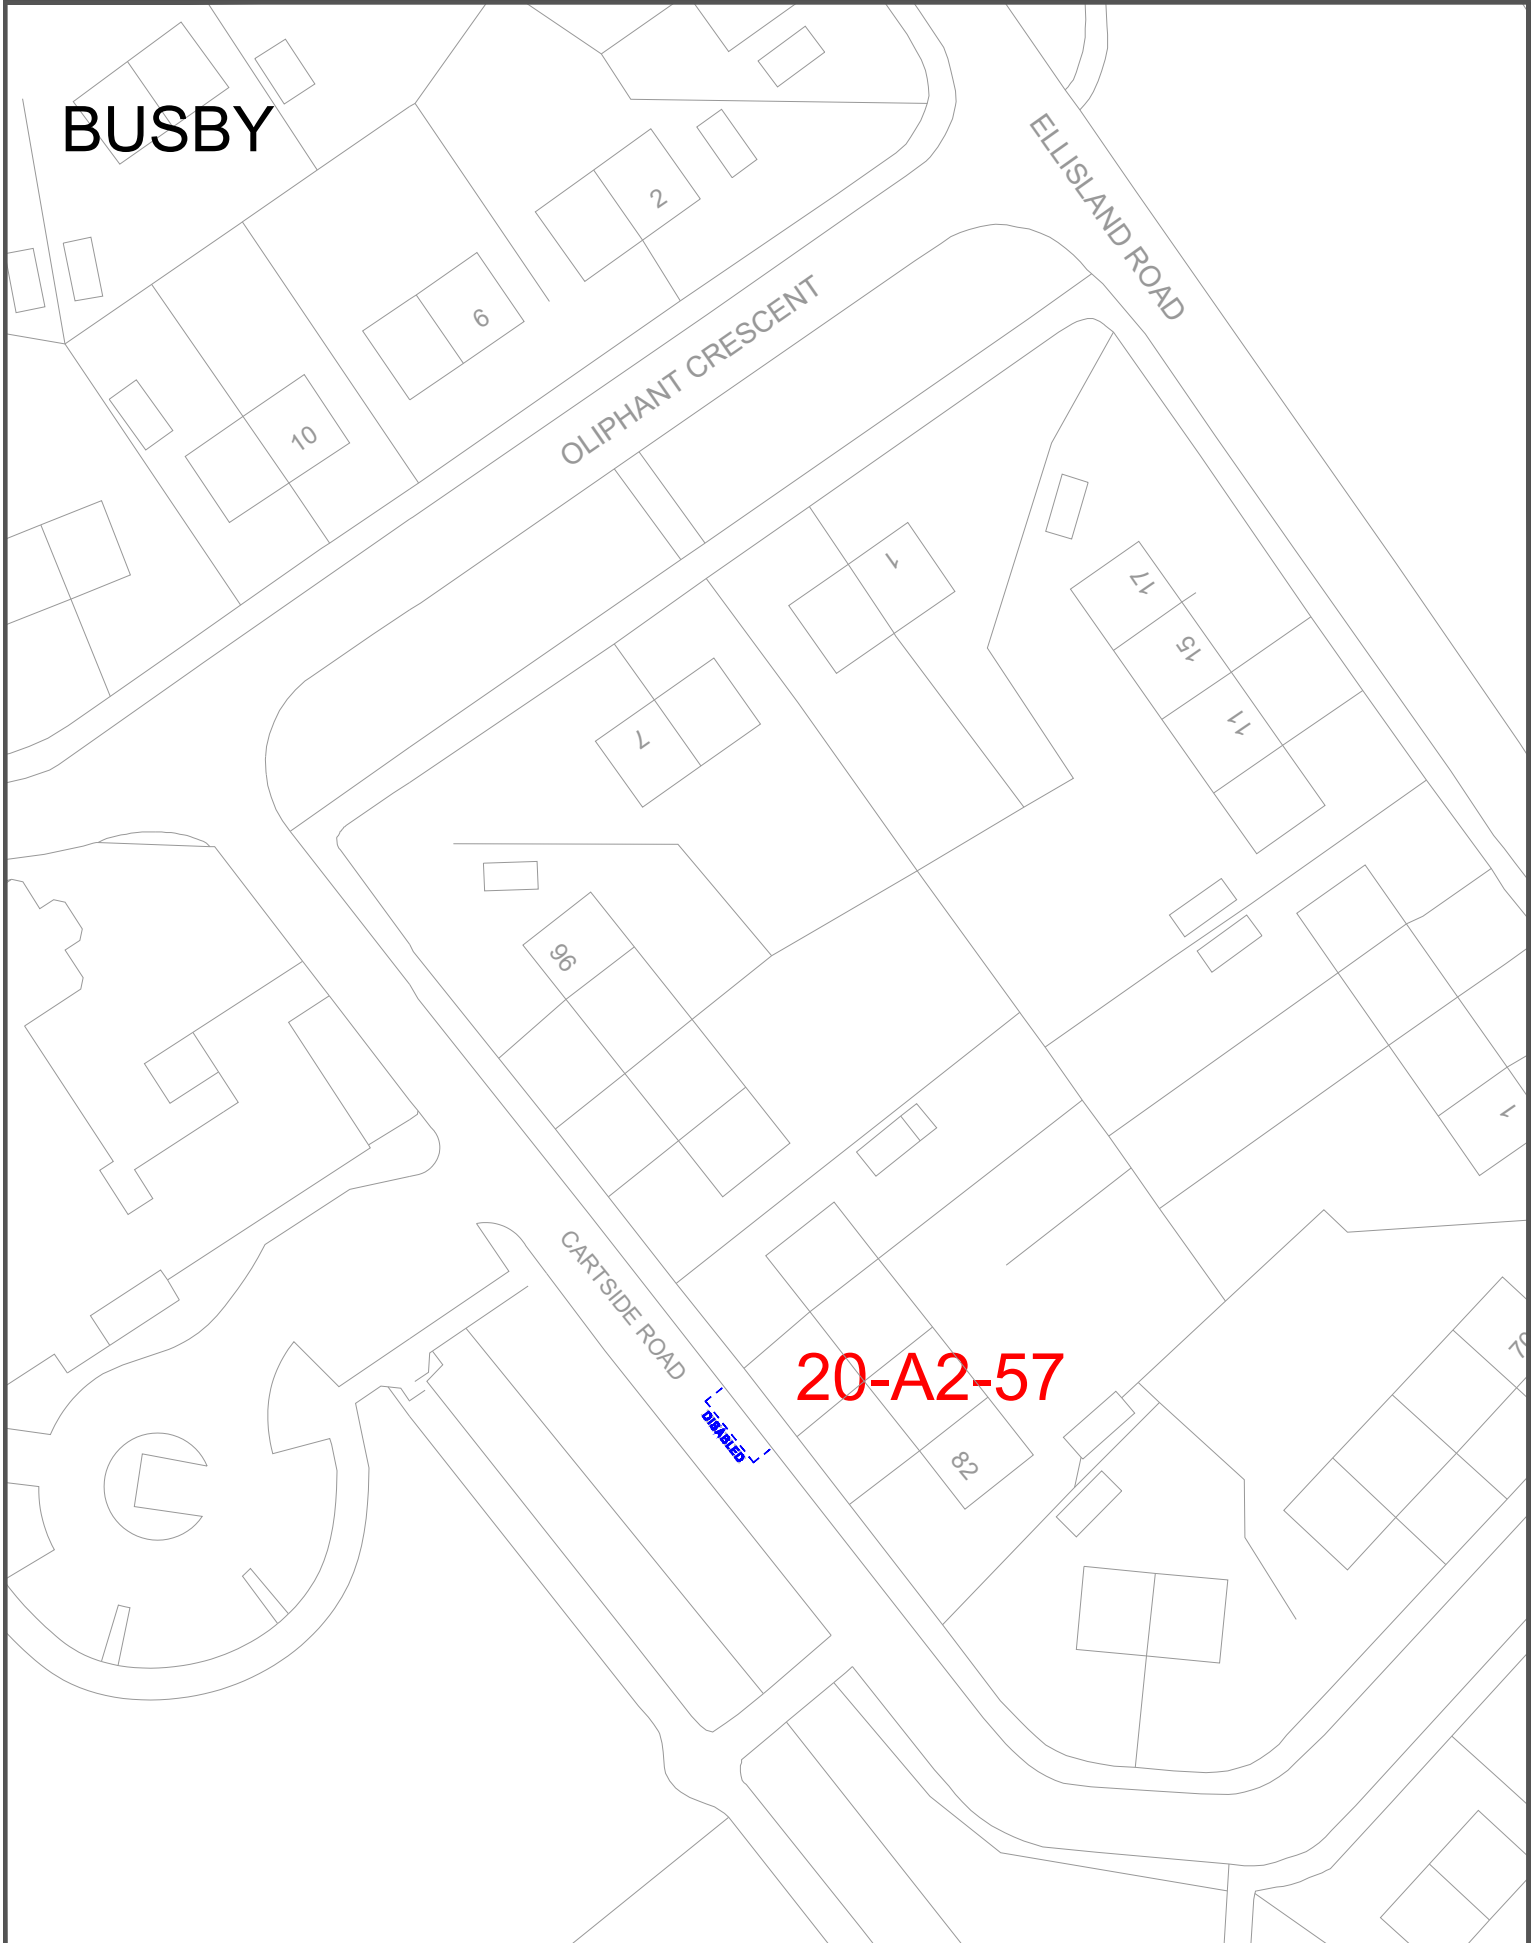 BUSBY
ELLISLAND ROAD
2
6
OLIPHANT CRESCENT
10
1
17
15
11
7
96
1
CARTSIDE ROAD
20-A2-57
DISABLED
82